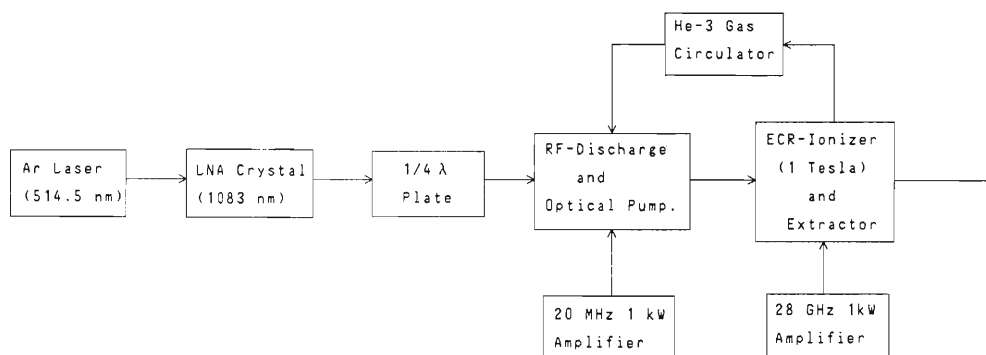 He-3 Gas
Circulator
Ar Laser
(514.5 nm)
LNA Crystal
(1083 nm)
1/4 λ
Plate
RF-Discharge
and
Optical Pump.
ECR-Ionizer
(1 Tesla)
and
Extractor
20 MHz 1 kW
Amplifier
28 GHz 1kW
Amplifier